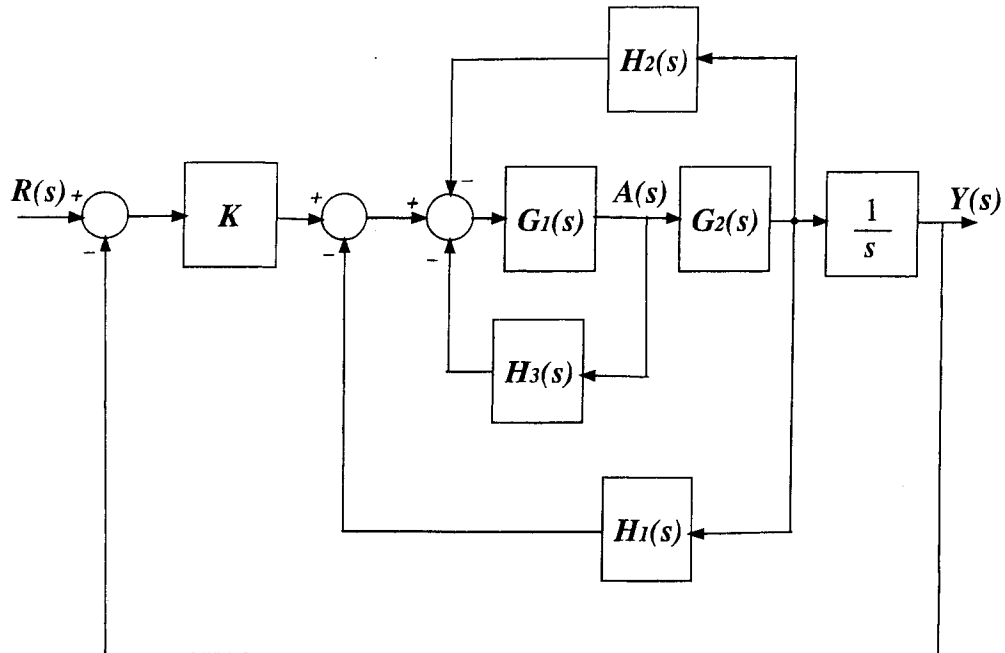 H2(s)
R(s)
+
-
K
+
-
+
-
-
G1(s)
A(s)
G2(s)
1
s
Y(s)
H3(s)
H1(s)